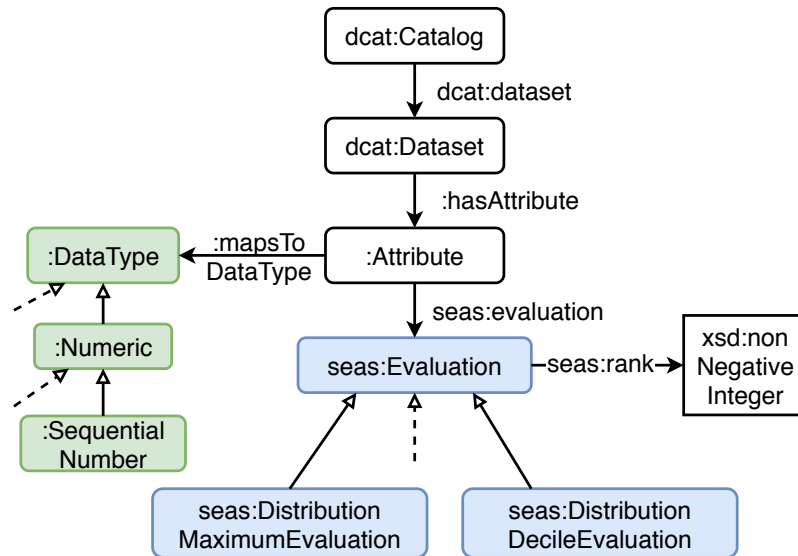 dcat:Catalog
dcat:dataset
dcat:Dataset
:hasAttribute
:DataType
:mapsTo
DataType
:Attribute
seas:evaluation
:Numeric
seas:Evaluation
seas:rank
xsd:non
Negative
Integer
:Sequential
Number
seas:Distribution
MaximumEvaluation
seas:Distribution
DecileEvaluation